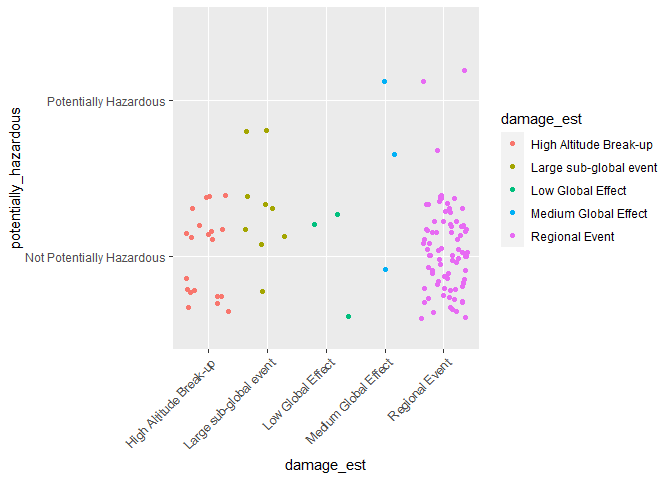 potentially_hazardous
Potentially Hazardous
Not Potentially Hazardous
High Altitude Break-up
Large sub-global event
Low Global Effect
Medium Global Effect
Regional Event
damage_est
damage_est
High Altitude Break-up
Large sub-global event
Low Global Effect
Medium Global Effect
Regional Event